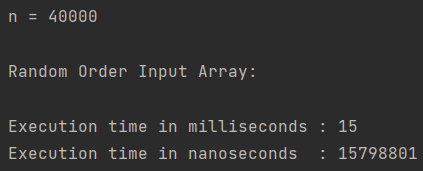 n = 40000
Random Order Input Array:
Execution time in milliseconds : 15
Execution time in nanoseconds  : 15798801